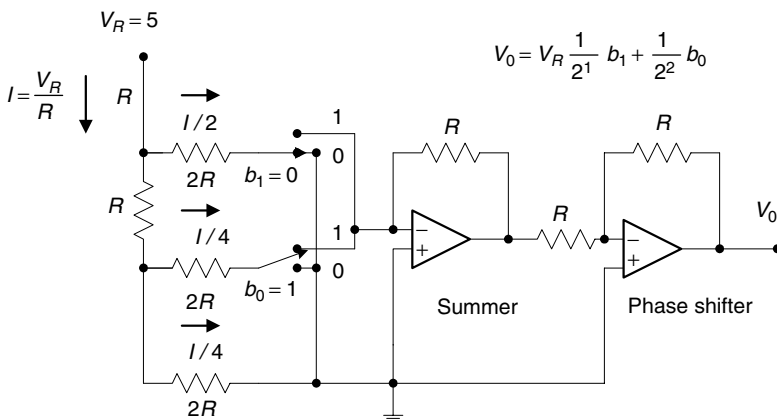 V_R = 5
V_0 = V_R 1/2^1 b_1 + 1/2^2 b_0
I = V_R/R
R
I/2
1
0
R
R
2R
b_1 = 0
R
I/4
1
R
V_0
−
+
−
+
2R
b_0 = 1
0
Summer
Phase shifter
I/4
2R